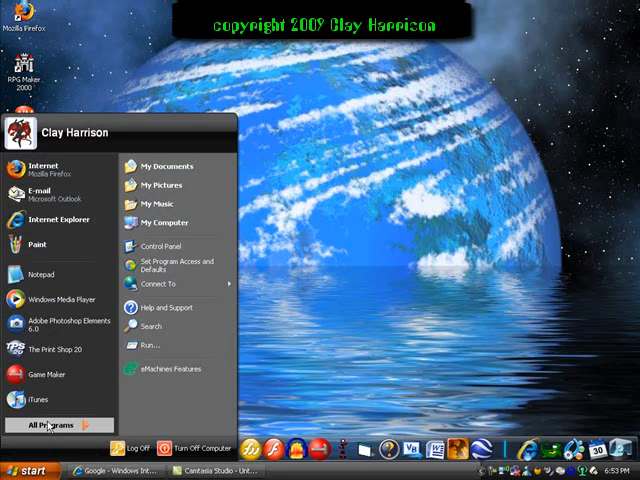 copyright 2009 Clay Harrison
Mozilla Firefox
RPG Maker
2000
Clay Harrison
Internet
Mozilla Firefox
E-mail
Microsoft Outlook
Internet Explorer
Paint
Notepad
Windows Media Player
Adobe Photoshop Elements
6.0
The Print Shop 20
Game Maker
iTunes
All Programs
My Documents
My Pictures
My Music
My Computer
Control Panel
Set Program Access and
Defaults
Connect To
Help and Support
Search
Run...
eMachines Features
Log Off
Turn Off Computer
30
start
Google - Windows Int...
Camtasia Studio - Unt...
6:53 PM